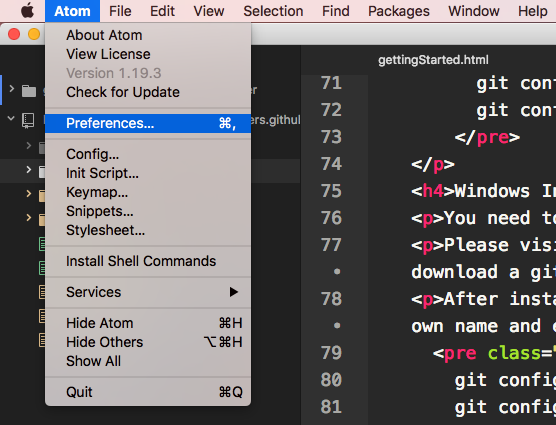 Atom File Edit View Selection Find Packages Window Help
gettingStarted.html
About Atom
View License
Version 1.19.3
Check for Update
Preferences... ⌘,
Config...
Init Script...
Keymap...
Snippets...
Stylesheet...
Install Shell Commands
Services ▶
Hide Atom ⌘H
Hide Others ⌥⌘H
Show All
Quit ⌘Q
ers.githul
71 git conf
72 git conf
73 </pre>
74 </p>
75 <h4>Windows In
76 <p>You need to
77 <p>Please visi
• download a git
78 <p>After insta
• own name and e
79 <pre class="
80 git config
81 git config